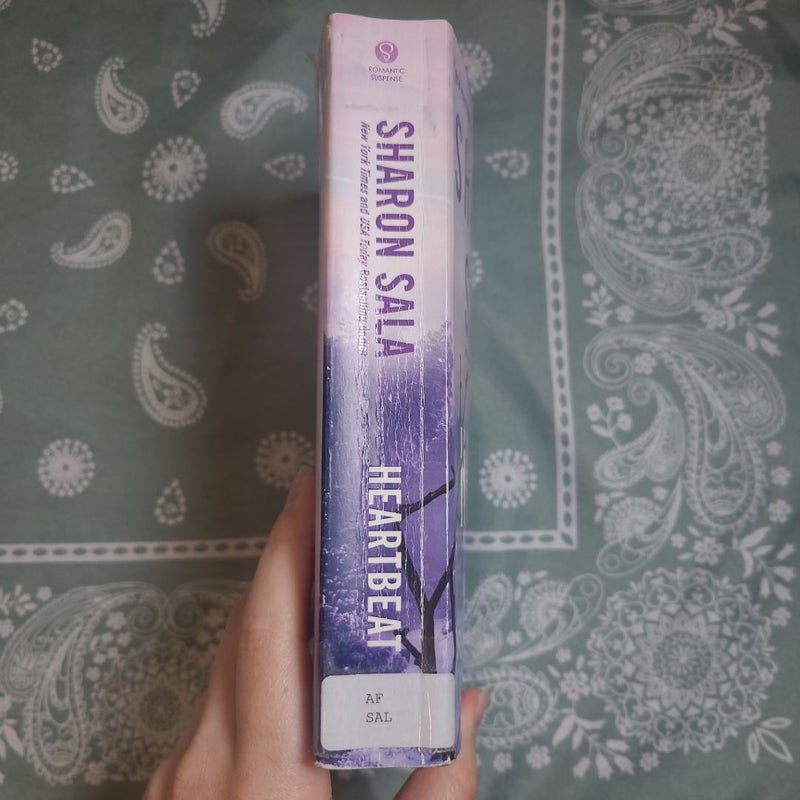 ROMANTIC
SUSPENSE
SHARON SALA
New York Times and USA Today Bestselling Author
HEARTBEAT
AF
SAL